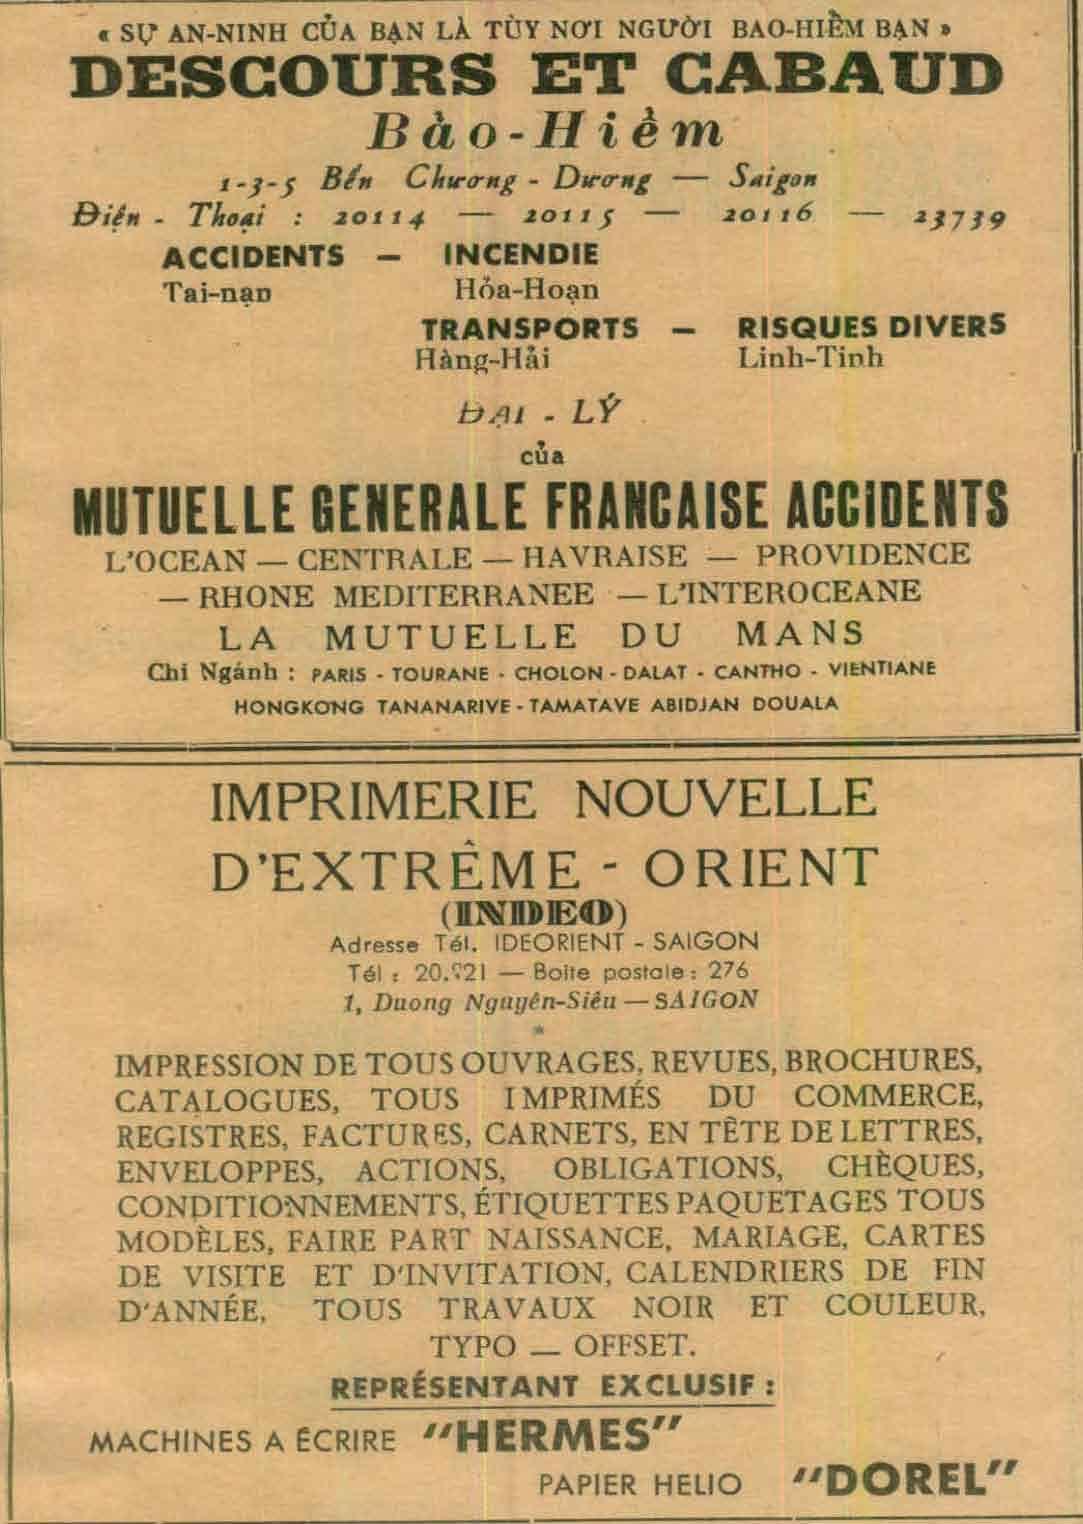 « SỰ AN-NINH CỦA BẠN LÀ TÙY NƠI NGƯỜI BAO-HIỂM BẠN »
DESCOURS ET CABAUD
Bảo-Hiểm
1-3-5 Bến Chương-Dương — Saigon
Điện-Thoại : 20114 — 20115 — 20116 — 23739
ACCIDENTS — INCENDIE
Tai-nạn Hỏa-Hoạn
TRANSPORTS — RISQUES DIVERS
Hàng-Hải Linh-Tinh
ĐẠI-LÝ
của
MUTUELLE GENERALE FRANCAISE ACCIDENTS
L'OCEAN — CENTRALE — HAVRAISE — PROVIDENCE
— RHONE MEDITERRANEE — L'INTEROCEANE
LA MUTUELLE DU MANS
Chi Ngánh : PARIS - TOURANE - CHOLON - DALAT - CANTHO - VIENTIANE
HONGKONG TANANARIVE - TAMATAVE ABIDJAN DOUALA
IMPRIMERIE NOUVELLE
D'EXTRÊME - ORIENT
(INDEO)
Adresse Tél. IDEORIENT - SAIGON
Tél : — Boite postale : 276
1, Duong Nguyên-Siêu — SAIGON
*
IMPRESSION DE TOUS OUVRAGES, REVUES, BROCHURES,
CATALOGUES, TOUS IMPRIMÉS DU COMMERCE,
REGISTRES, FACTURES, CARNETS, EN TÊTE DE LETTRES,
ENVELOPPES, ACTIONS, OBLIGATIONS, CHÈQUES,
CONDITIONNEMENTS, ÉTIQUETTES PAQUETAGES TOUS
MODÈLES, FAIRE PART NAISSANCE, MARIAGE, CARTES
DE VISITE ET D'INVITATION, CALENDRIERS DE FIN
D'ANNÉE, TOUS TRAVAUX NOIR ET COULEUR,
TYPO — OFFSET.
REPRÉSENTANT EXCLUSIF :
MACHINES A ÉCRIRE "HERMES"
PAPIER HELIO "DOREL"